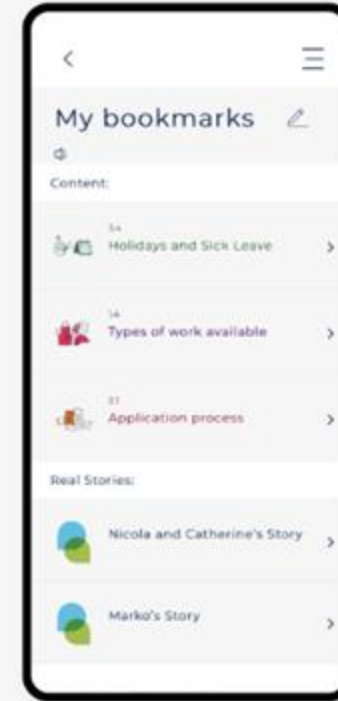 My bookmarks
Content:
Holidays and Sick Leave
Types of work available
Application process
Real Stories:
Nicola and Catherine's Story
Marko's Story